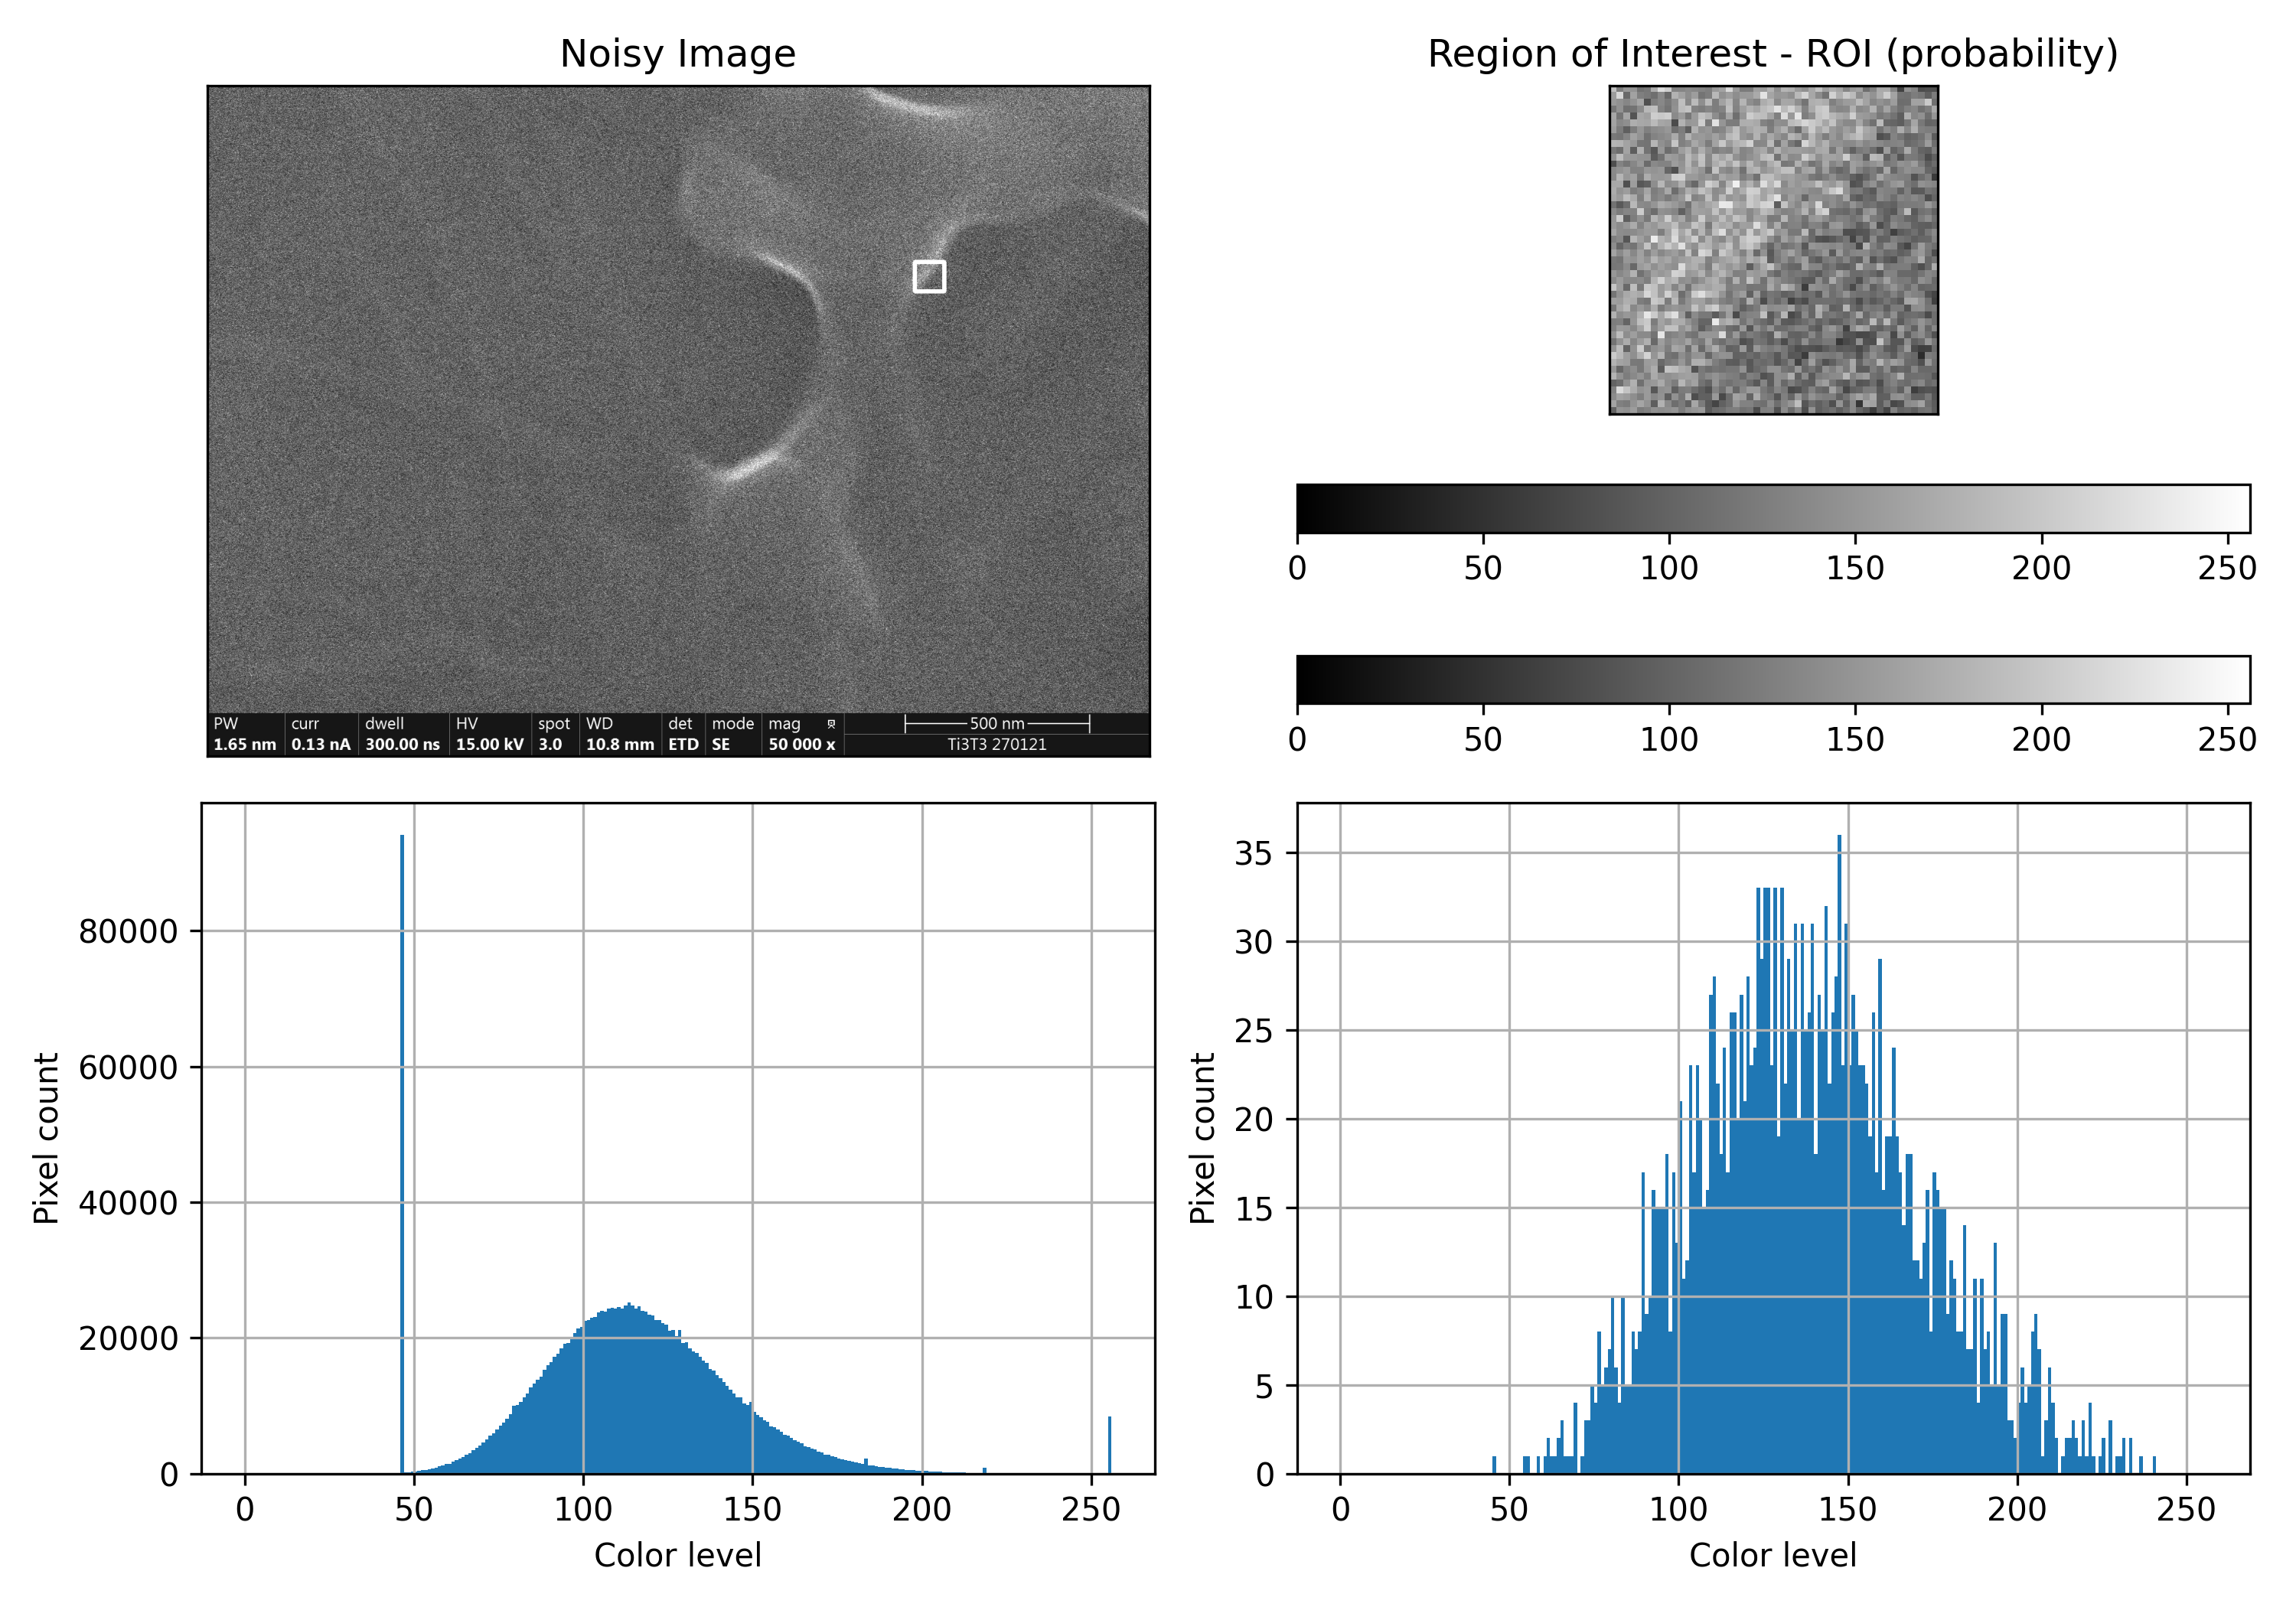 Noisy Image
Region of Interest - ROI (probability)
0 50 100 150 200 250
0 50 100 150 200 250
PW curr dwell HV spot WD det mode mag 500 nm
1.65 nm 0.13 nA 300.00 ns 15.00 kV 3.0 10.8 mm ETD SE 50 000 x Ti3T3 270121
80000
60000
40000
20000
0
Pixel count
0 50 100 150 200 250
Color level
35
30
25
20
15
10
5
0
Pixel count
0 50 100 150 200 250
Color level